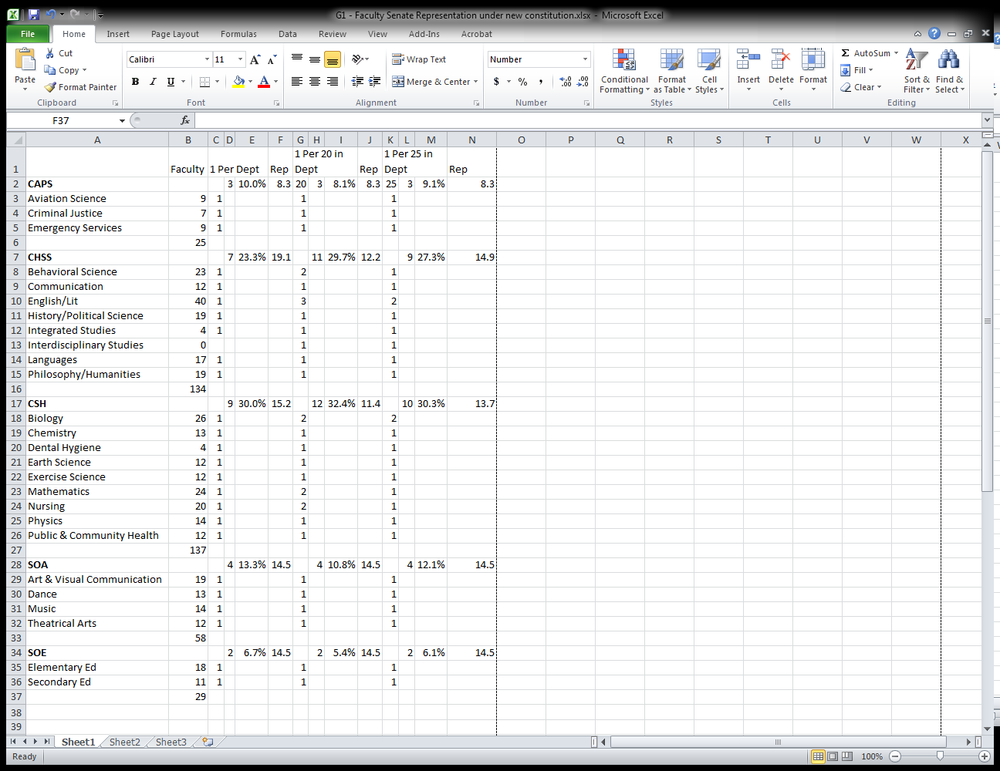 G1 - Faculty Senate Representation under new constitution.xlsx - Microsoft Excel
File Home Insert Page Layout Formulas Data Review View Add-Ins Acrobat
Cut Calibri 11 Wrap Text Number AutoSum
Copy Fill
Paste Format Painter B I U Merge & Center $ % , Conditional Formatting Format as Table Cell Styles Insert Delete Format Clear Sort & Filter Find & Select
Clipboard Font Alignment Number Styles Cells Editing
F37 fx
A B C D E F G H I J K L M N O P Q R S T U V W X
1 Faculty 1 Per Dept Rep 1 Per 20 in Dept Rep 1 Per 25 in Dept Rep
2 CAPS 3 10.0% 8.3 20 3 8.1% 8.3 25 3 9.1% 8.3
3 Aviation Science 9 1 1 1
4 Criminal Justice 7 1 1 1
5 Emergency Services 9 1 1 1
6 25
7 CHSS 7 23.3% 19.1 11 29.7% 12.2 9 27.3% 14.9
8 Behavioral Science 23 1 2 1
9 Communication 12 1 1 1
10 English/Lit 40 1 3 2
11 History/Political Science 19 1 1 1
12 Integrated Studies 4 1 1 1
13 Interdisciplinary Studies 0 1 1
14 Languages 17 1 1 1
15 Philosophy/Humanities 19 1 1 1
16 134
17 CSH 9 30.0% 15.2 12 32.4% 11.4 10 30.3% 13.7
18 Biology 26 1 2 2
19 Chemistry 13 1 1 1
20 Dental Hygiene 4 1 1 1
21 Earth Science 12 1 1 1
22 Exercise Science 12 1 1 1
23 Mathematics 24 1 2 1
24 Nursing 20 1 2 1
25 Physics 14 1 1 1
26 Public & Community Health 12 1 1 1
27 137
28 SOA 4 13.3% 14.5 4 10.8% 14.5 4 12.1% 14.5
29 Art & Visual Communication 19 1 1 1
30 Dance 13 1 1 1
31 Music 14 1 1 1
32 Theatrical Arts 12 1 1 1
33 58
34 SOE 2 6.7% 14.5 2 5.4% 14.5 2 6.1% 14.5
35 Elementary Ed 18 1 1 1
36 Secondary Ed 11 1 1 1
37 29
38
39
Sheet1 Sheet2 Sheet3
Ready 100%